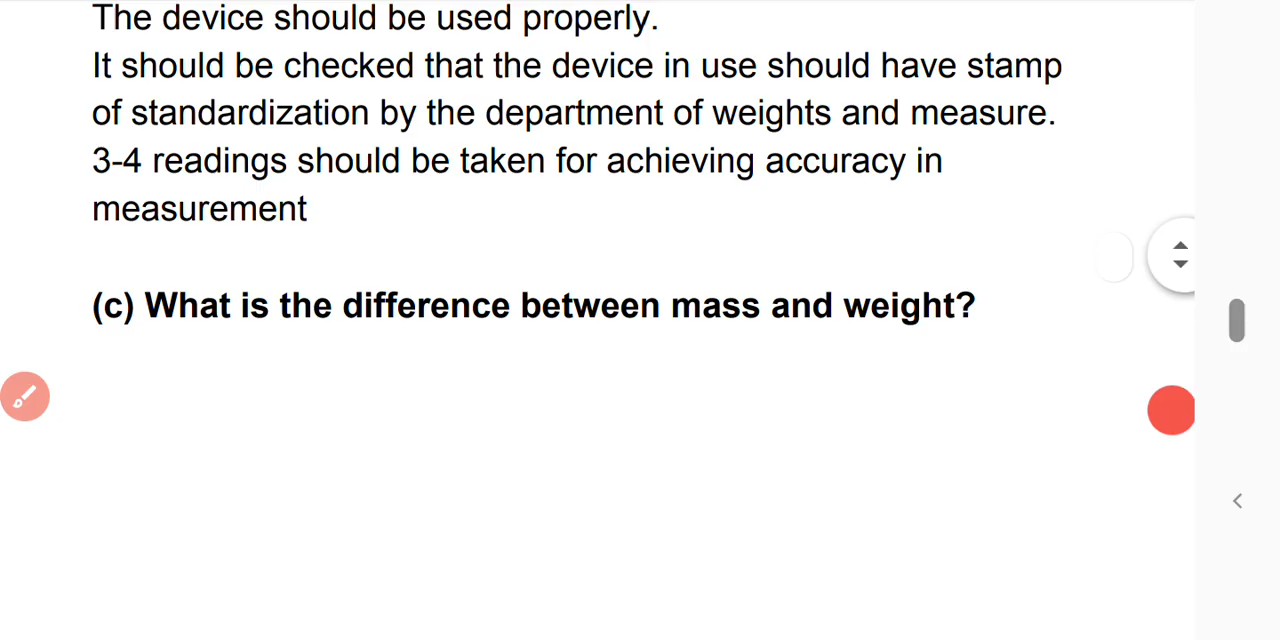 The device should be used properly.
It should be checked that the device in use should have stamp
of standardization by the department of weights and measure.
3-4 readings should be taken for achieving accuracy in
measurement
(c) What is the difference between mass and weight?